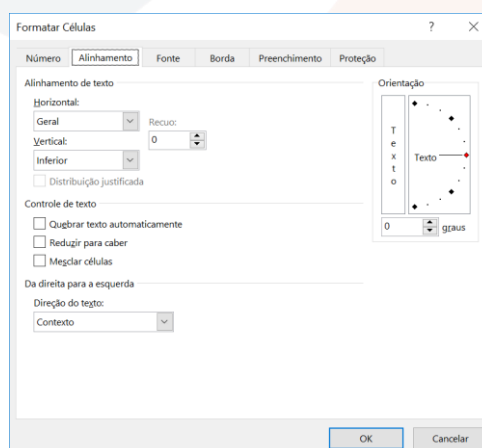 Formatar Células
? ×
Número Alinhamento Fonte Borda Preenchimento Proteção
Alinhamento de texto
Horizontal:
Geral
Recuo:
Vertical:
0
Inferior
Distribuição justificada
Controle de texto
Quebrar texto automaticamente
Reduzir para caber
Mesclar células
Da direita para a esquerda
Direção do texto:
Contexto
Orientação
Texto
Texto
0 graus
OK Cancelar